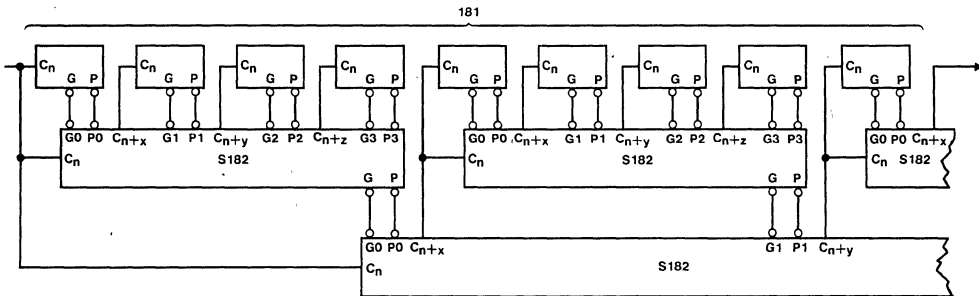 181
Cn G P Cn G P Cn G P Cn G P Cn G P Cn G P Cn G P Cn G P Cn G P
G0 P0 Cn+x G1 P1 Cn+y G2 P2 Cn+z G3 P3 G0 P0 Cn+x G1 P1 Cn+y G2 P2 Cn+z G3 P3 G0 P0 Cn+x
Cn S182 Cn S182 Cn S182
G P G P
G0 P0 Cn+x G1 P1 Cn+y
Cn S182